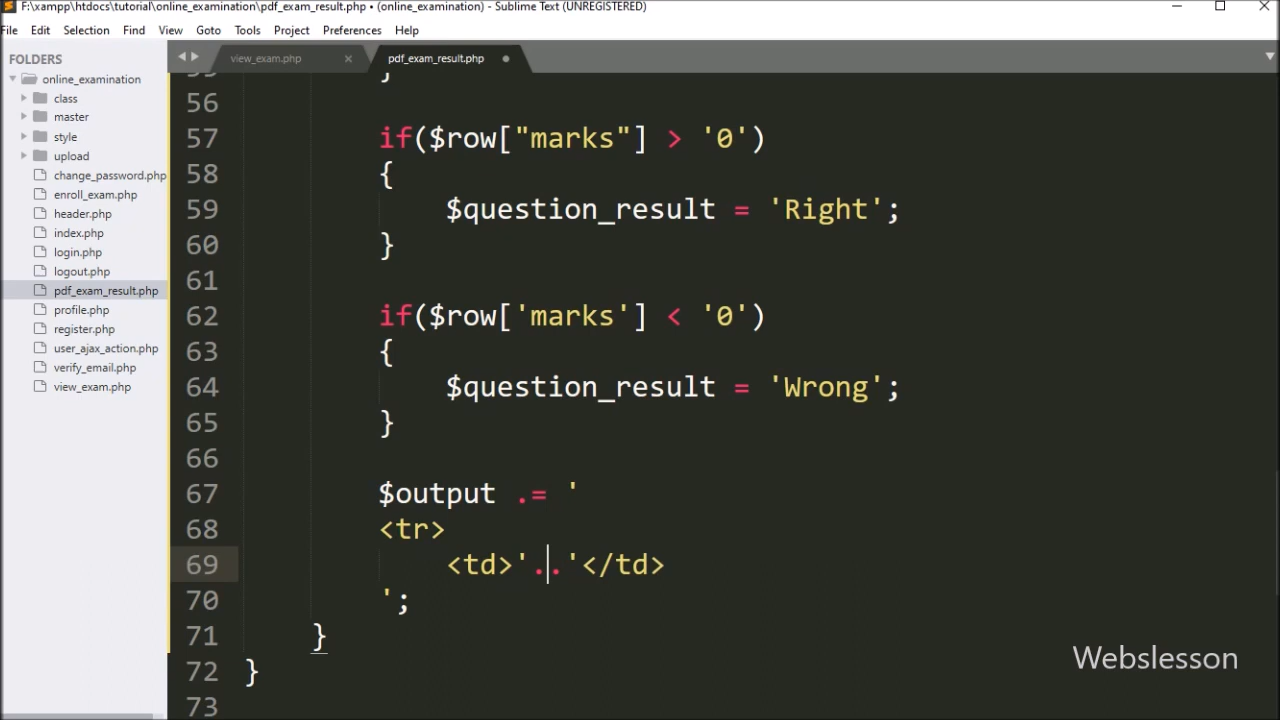 F:\xampp\htdocs\tutorial\online_examination\pdf_exam_result.php • (online_examination) - Sublime Text (UNREGISTERED)
File Edit Selection Find View Goto Tools Project Preferences Help
FOLDERS
online_examination
class
master
style
upload
change_password.php
enroll_exam.php
header.php
index.php
login.php
logout.php
pdf_exam_result.php
profile.php
register.php
user_ajax_action.php
verify_email.php
view_exam.php
view_exam.php × pdf_exam_result.php
55 }
56
57 if($row["marks"] > '0')
58 {
59 $question_result = 'Right';
60 }
61
62 if($row['marks'] < '0')
63 {
64 $question_result = 'Wrong';
65 }
66
67 $output .= '
68 <tr>
69 <td>'..'</td>
70 ';
71 }
72 }
73
Webslesson